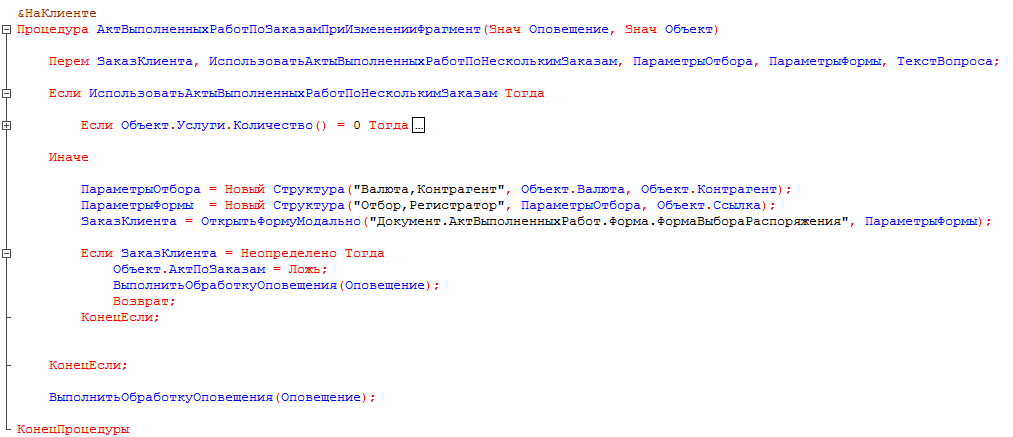 &НаКлиенте
Процедура АктВыполненныхРаботПоЗаказамПриИзмененииФрагмент(Знач Оповещение, Знач Объект)
Перем ЗаказКлиента, ИспользоватьАктыВыполненныхРаботПоНесколькимЗаказам, ПараметрыОтбора, ПараметрыФормы, ТекстВопроса;
Если ИспользоватьАктыВыполненныхРаботПоНесколькимЗаказам Тогда
Если Объект.Услуги.Количество() = 0 Тогда ...
Иначе
ПараметрыОтбора = Новый Структура("Валюта,Контрагент", Объект.Валюта, Объект.Контрагент);
ПараметрыФормы = Новый Структура("Отбор,Регистратор", ПараметрыОтбора, Объект.Ссылка);
ЗаказКлиента = ОткрытьФормуМодально("Документ.АктВыполненныхРабот.Форма.ФормаВыбораРаспоряжения", ПараметрыФормы);
Если ЗаказКлиента = Неопределено Тогда
Объект.АктПоЗаказам = Ложь;
ВыполнитьОбработкуОповещения(Оповещение);
Возврат;
КонецЕсли;
КонецЕсли;
ВыполнитьОбработкуОповещения(Оповещение);
КонецПроцедуры